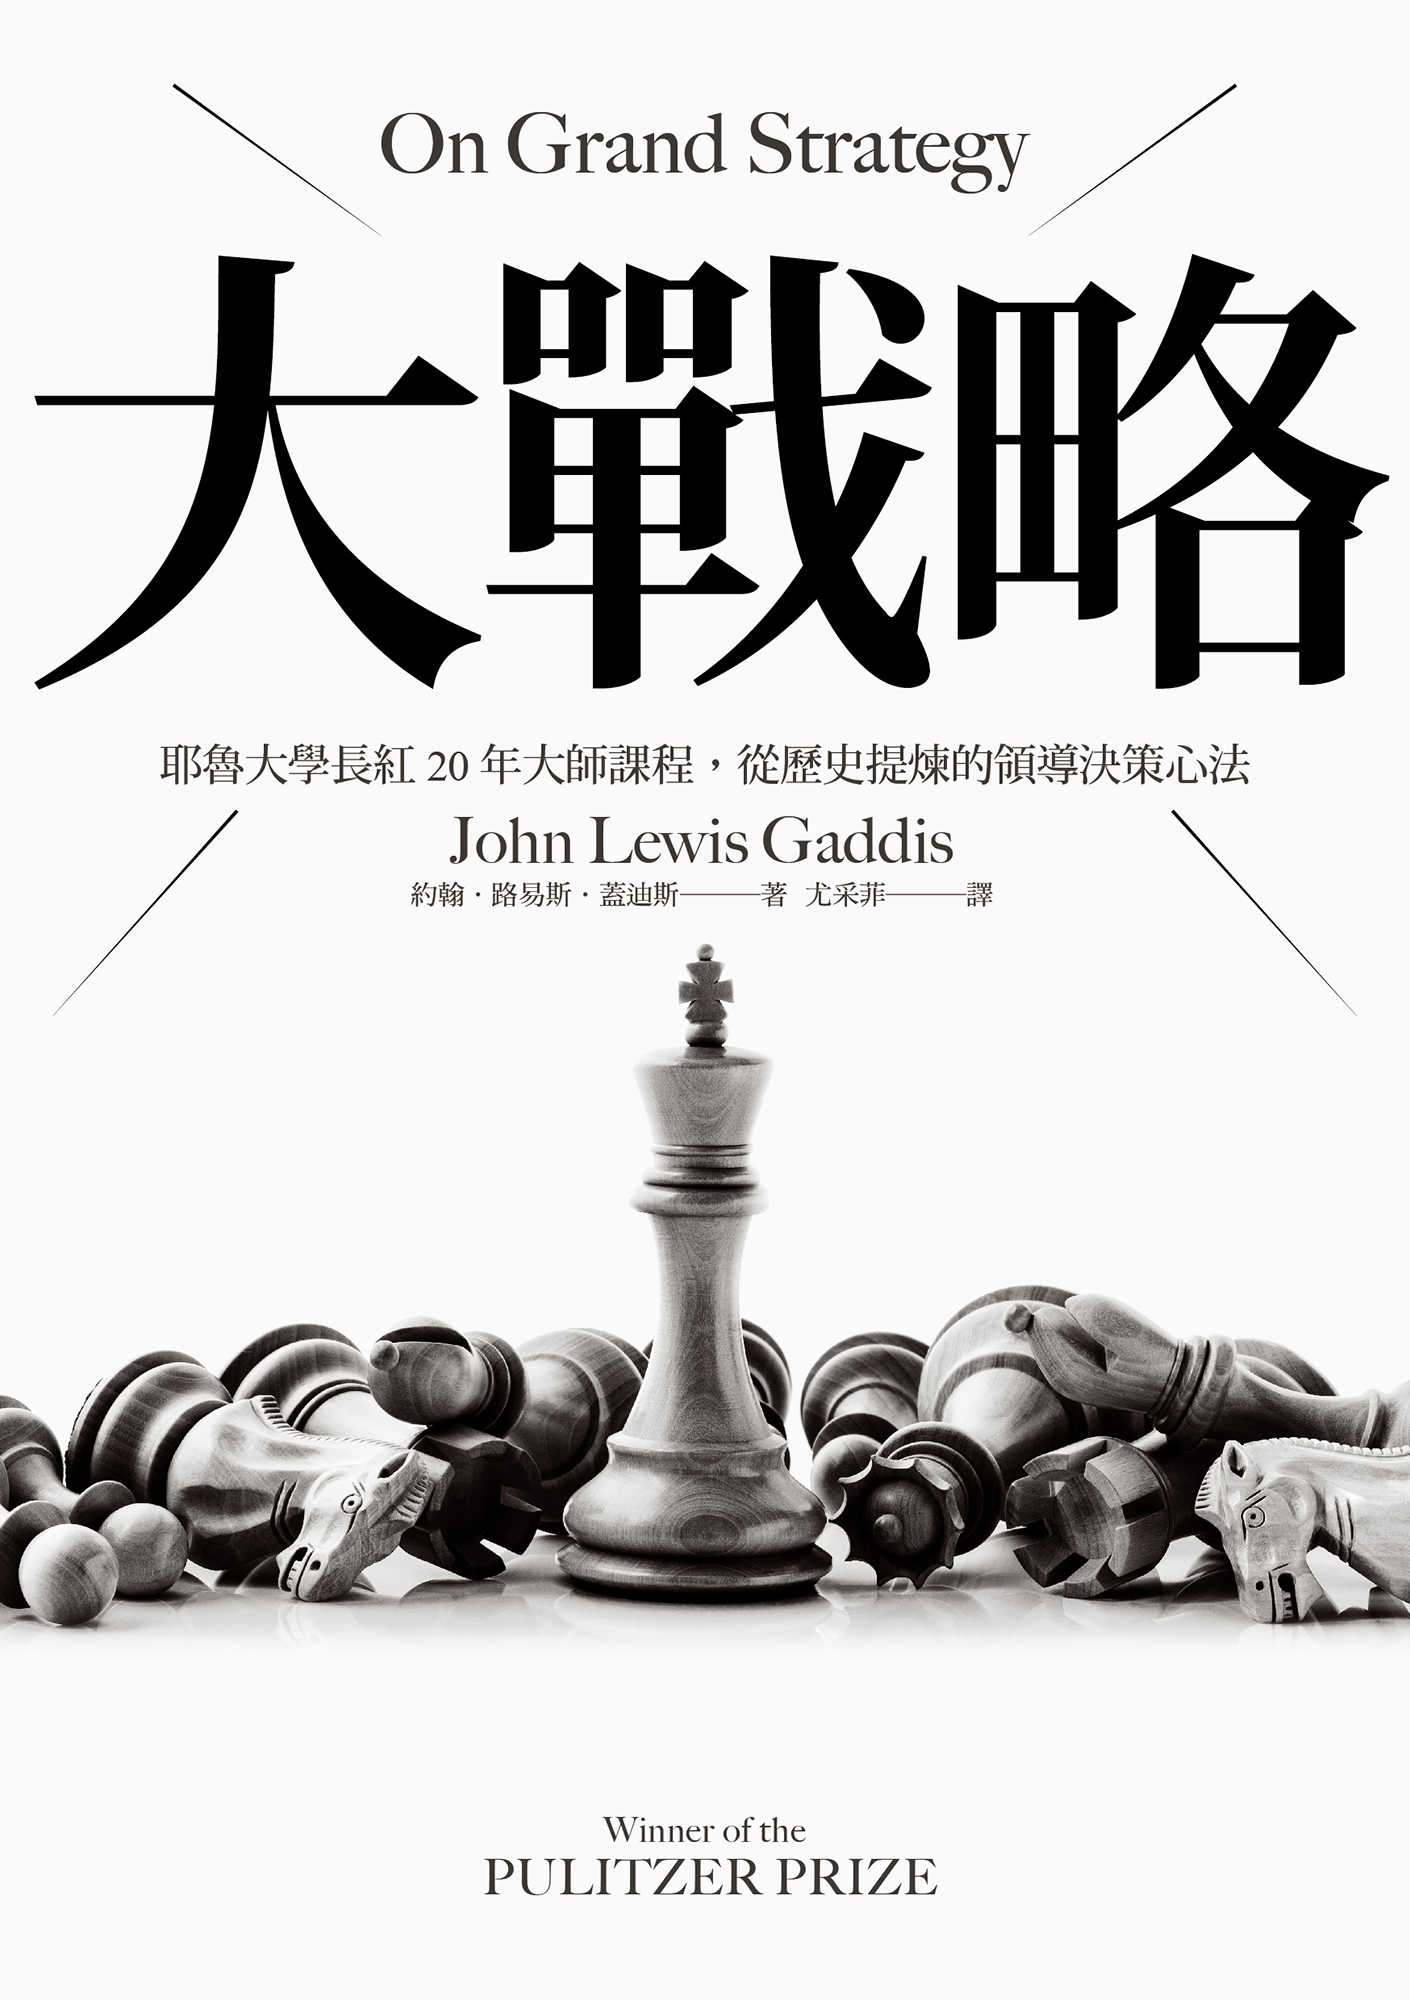 On Grand Strategy
大戰略
耶魯大學長紅 20 年大師課程，從歷史提煉的領導決策心法
John Lewis Gaddis
約翰．路易斯．蓋迪斯———著 尤采菲———譯
Winner of the
PULITZER PRIZE